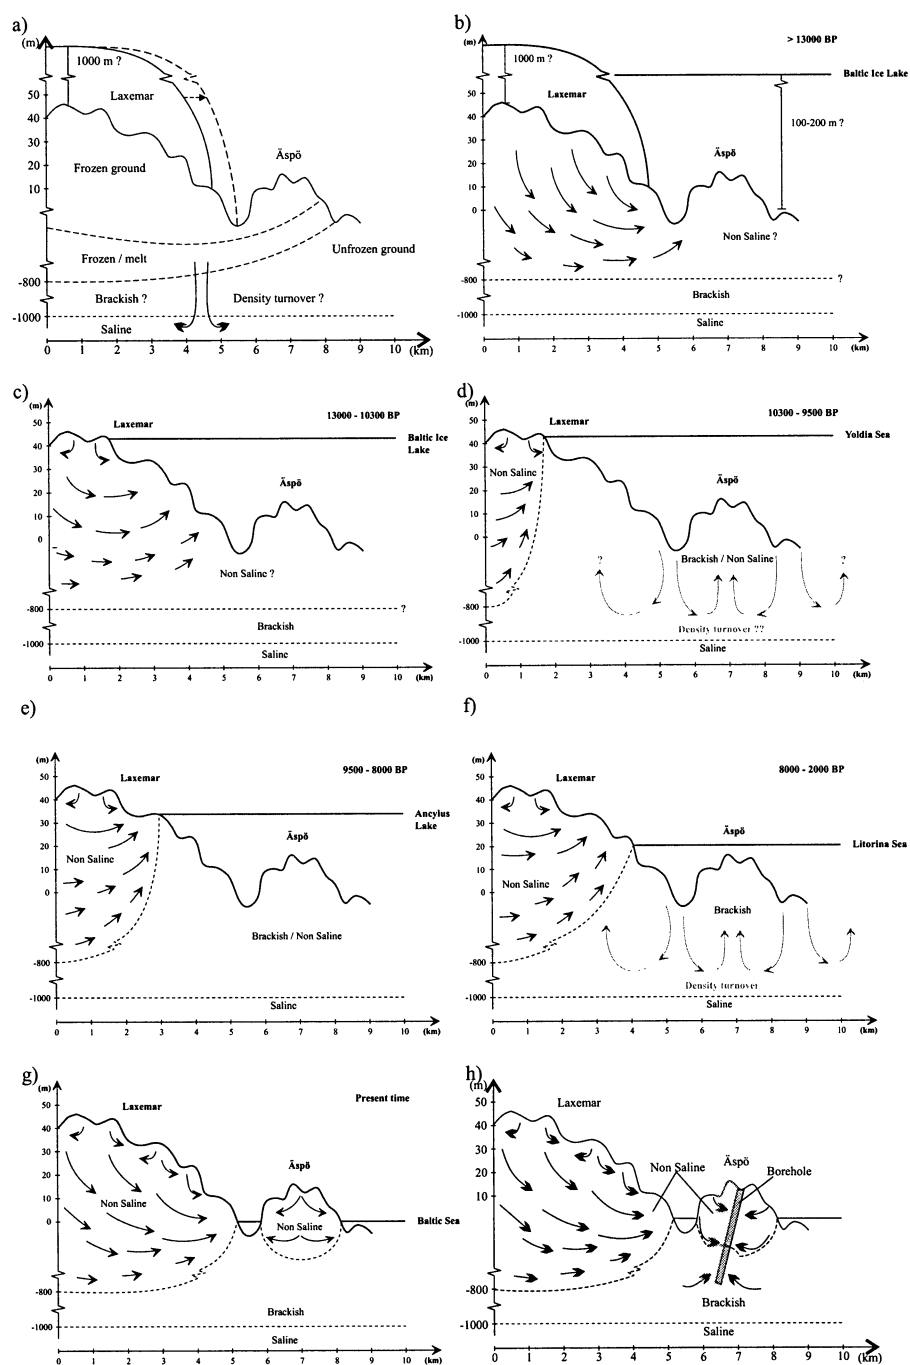 a)
(m)
1000 m ?
50
Laxemar
40
30
Äspö
20
Frozen ground
10
0
Unfrozen ground
Frozen / melt
-800
Brackish ?
Density turnover ?
-1000
Saline
0 1 2 3 4 5 6 7 8 9 10
(km)
b)
> 13000 BP
(m)
1000 m ?
Baltic Ice Lake
50
Laxemar
40
100-200 m ?
30
Äspö
20
10
0
Non Saline ?
-800
?
Brackish
-1000
Saline
0 1 2 3 4 5 6 7 8 9 10 (km)
c)
(m)
13000 - 10300 BP
50
Laxemar
40
Baltic Ice
Lake
30
Äspö
20
10
0
Non Saline ?
-800
?
Brackish
-1000
Saline
0 1 2 3 4 5 6 7 8 9 10 (km)
d)
(m)
10300 - 9500 BP
50
Laxemar
40
Yoldia Sea
30
Non Saline
Äspö
20
10
0
Brackish / Non Saline
? ?
-800
Density turnover ??
-1000
Saline
0 1 2 3 4 5 6 7 8 9 10 (km)
e)
(m)
9500 - 8000 BP
50
Laxemar
40
Ancylus
Lake
30
Äspö
20
Non Saline
10
0
Brackish / Non Saline
-800
-1000
Saline
0 1 2 3 4 5 6 7 8 9 10 (km)
f)
(m)
8000 - 2000 BP
50
Laxemar
40
30
Äspö
20
Litorina Sea
10
Non Saline
0
Brackish
-800
Density turnover
-1000
Saline
0 1 2 3 4 5 6 7 8 9 10 (km)
g)
(m)
Present time
50
Laxemar
40
30
20
Äspö
10
Non Saline
0
Non Saline
Baltic Sea
-800
Brackish
-1000
Saline
0 1 2 3 4 5 6 7 8 9 10 (km)
h)
(m)
50
Laxemar
40
30
20
Non Saline
Äspö
Borehole
10
0
-800
Brackish
-1000
Saline
0 1 2 3 4 5 6 7 8 9 10
(km)